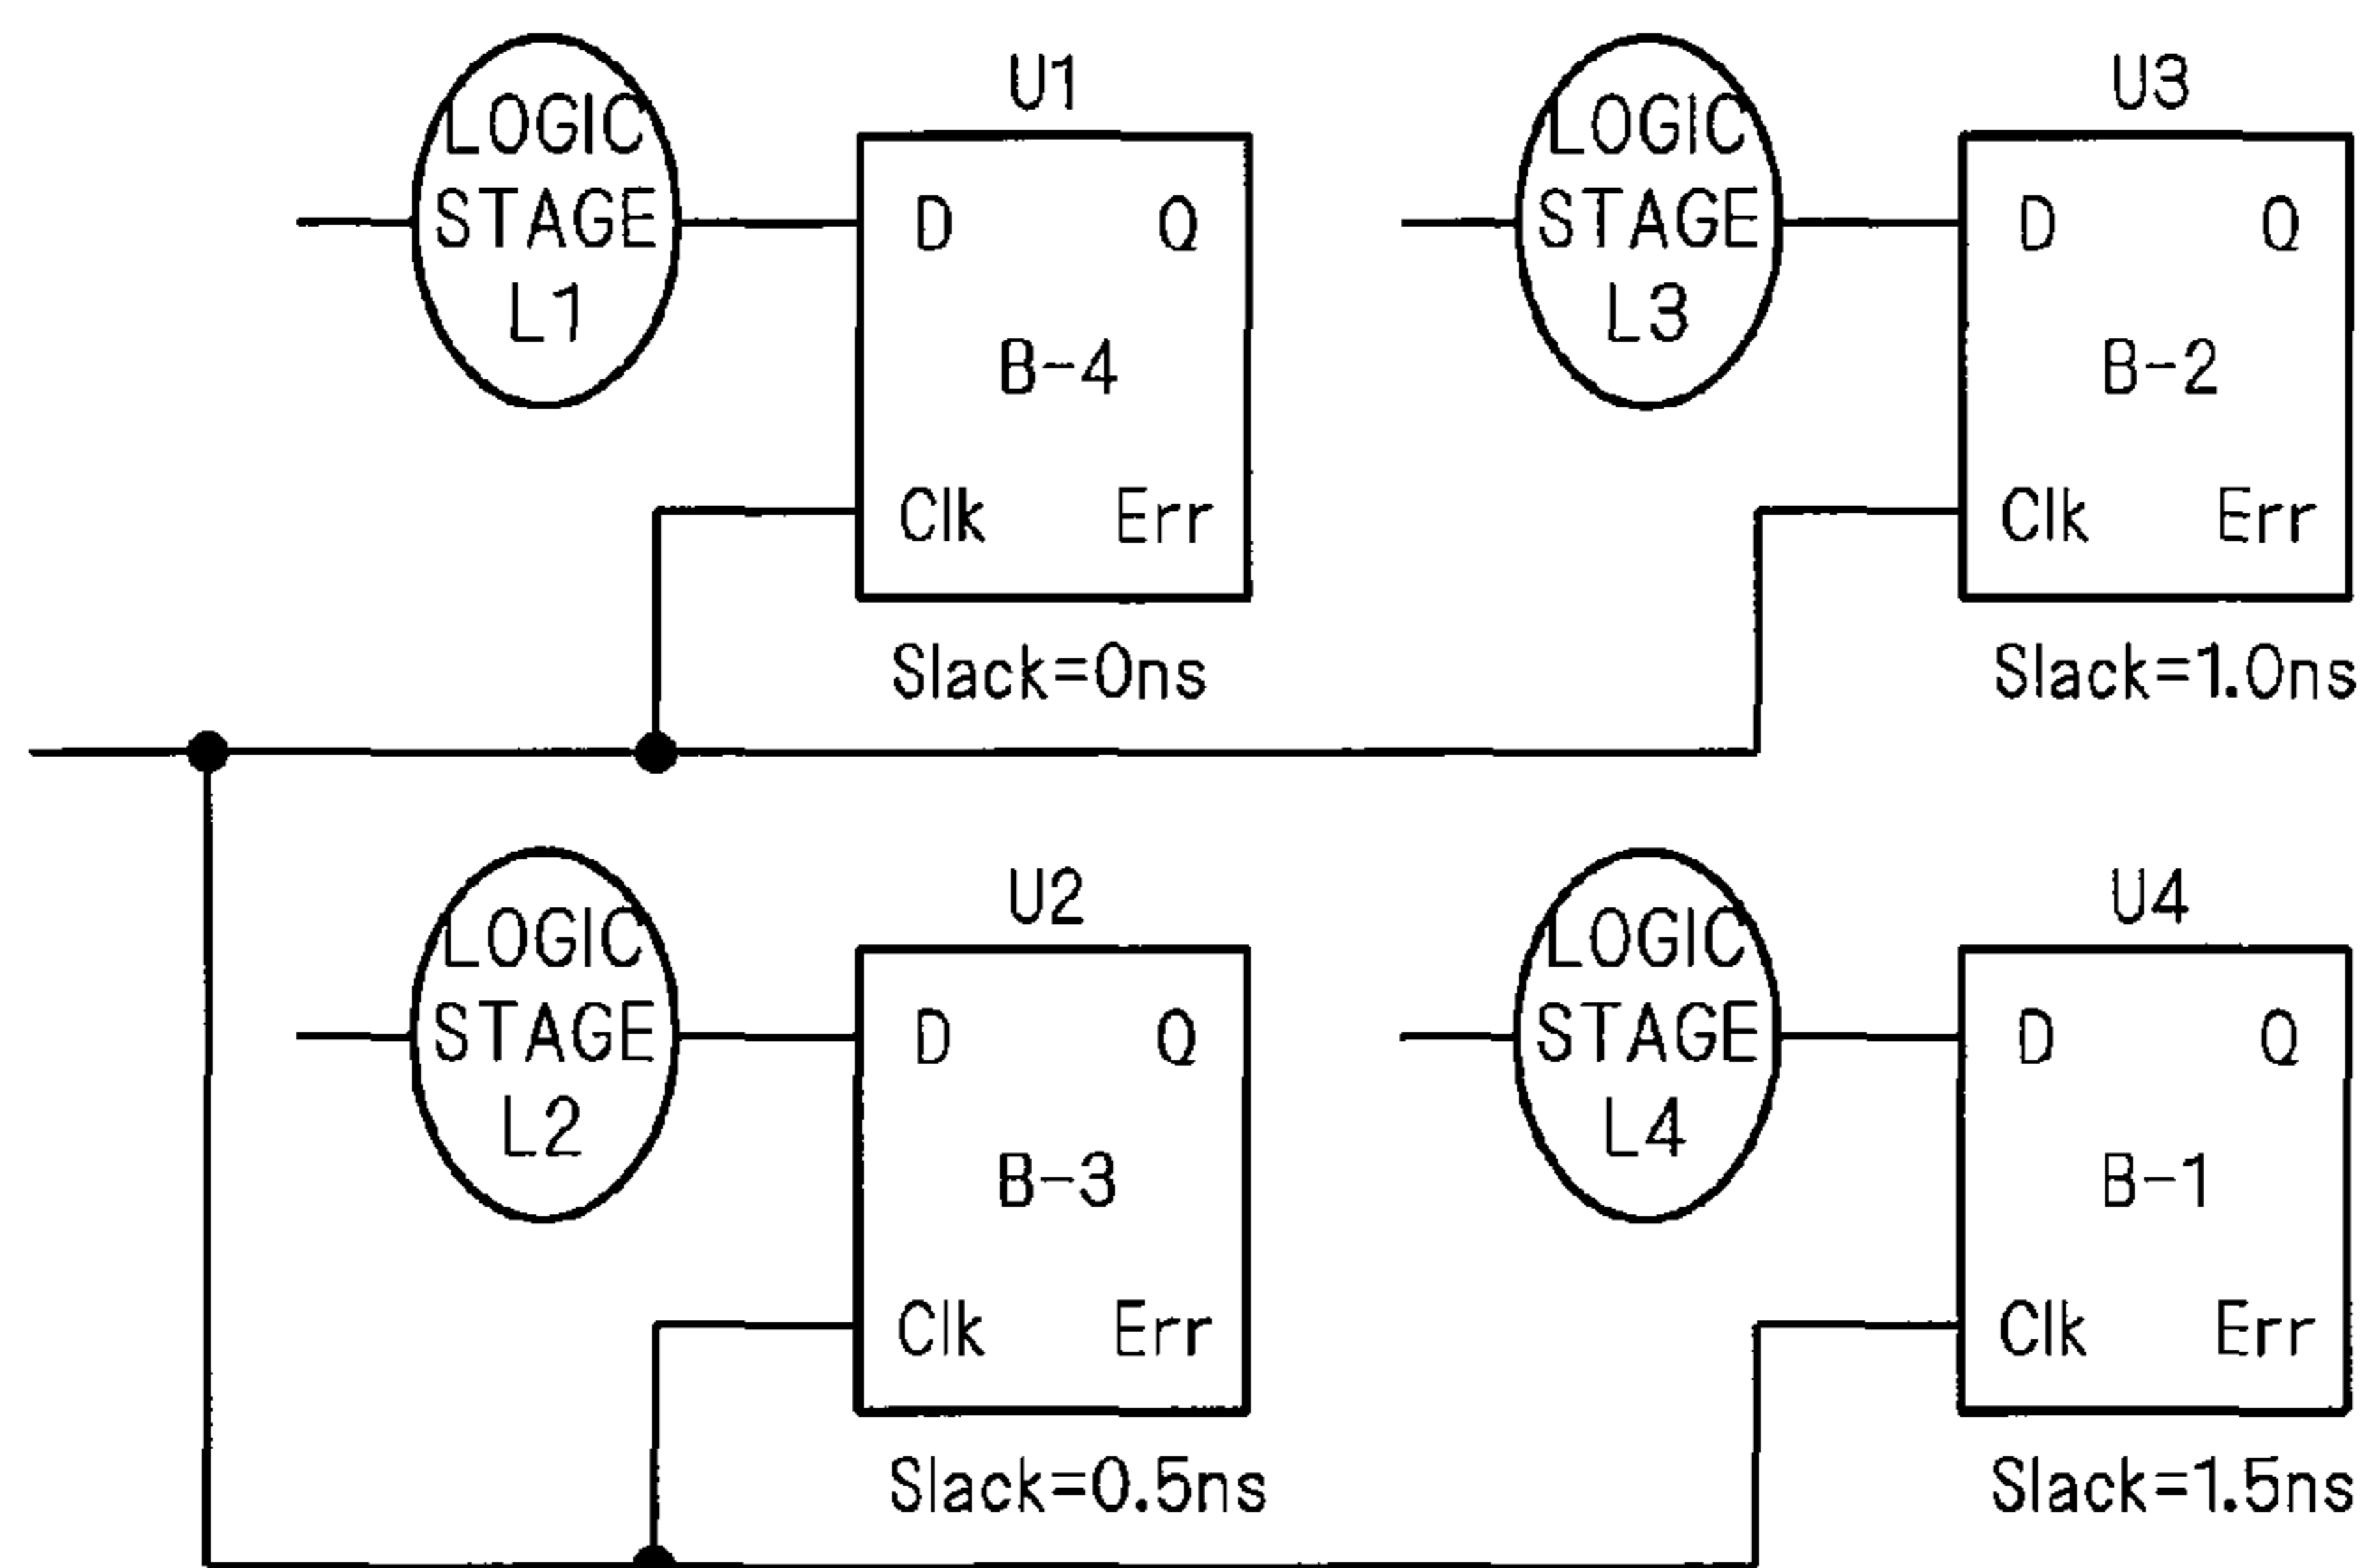 U1
LOGIC
STAGE
L1
D Q
B-4
Clk Err
Slack=0ns
U3
LOGIC
STAGE
L3
D Q
B-2
Clk Err
Slack=1.0ns
U2
LOGIC
STAGE
L2
D Q
B-3
Clk Err
Slack=0.5ns
U4
LOGIC
STAGE
L4
D Q
B-1
Clk Err
Slack=1.5ns